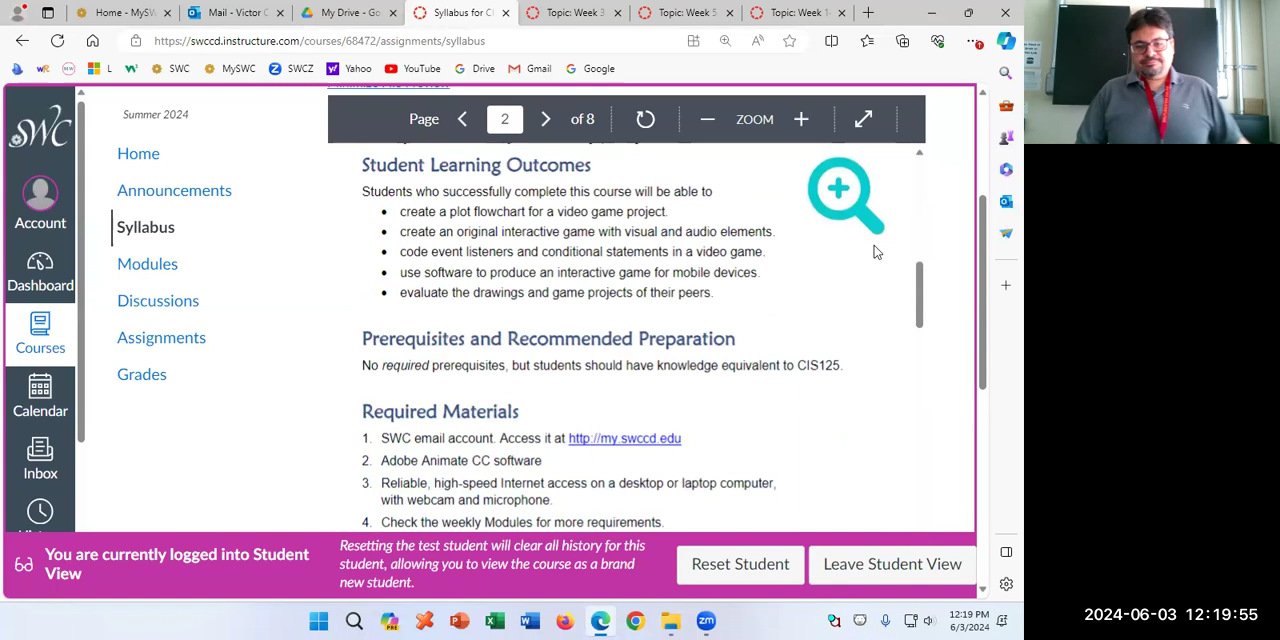 Home - MySW
Mail - Victor C
My Drive - Go
Syllabus for CI
Topic: Week 3
Topic: Week 5
Topic: Week 1
https://swccd.instructure.com/courses/68472/assignments/syllabus
L
SWC
MySWC
SWCZ
Yahoo
YouTube
Drive
Gmail
Google
SWC
Account
Dashboard
Courses
Calendar
Inbox
Summer 2024
Home
Announcements
Syllabus
Modules
Discussions
Assignments
Grades
Page 2 of 8 ZOOM
Student Learning Outcomes
Students who successfully complete this course will be able to
• create a plot flowchart for a video game project.
• create an original interactive game with visual and audio elements.
• code event listeners and conditional statements in a video game.
• use software to produce an interactive game for mobile devices.
• evaluate the drawings and game projects of their peers.
Prerequisites and Recommended Preparation
No required prerequisites, but students should have knowledge equivalent to CIS125.
Required Materials
1. SWC email account. Access it at http://my.swccd.edu
2. Adobe Animate CC software
3. Reliable, high-speed Internet access on a desktop or laptop computer,
with webcam and microphone.
4. Check the weekly Modules for more requirements.
You are currently logged into Student
View
Resetting the test student will clear all history for this
student, allowing you to view the course as a brand
new student.
Reset Student
Leave Student View
12:19 PM
6/3/2024
2024-06-03 12:19:55